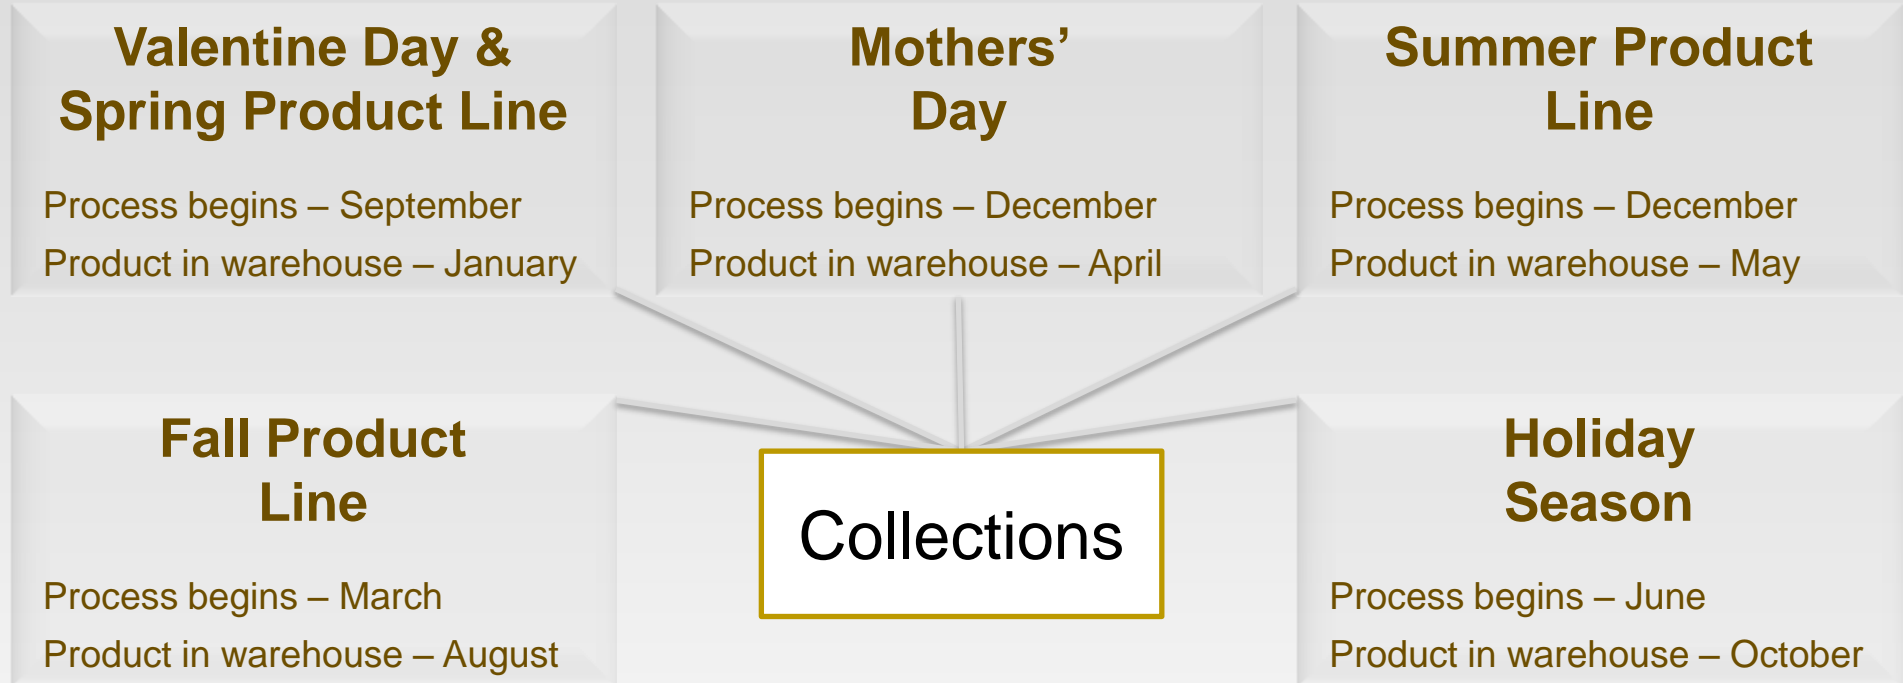 Valentine Day &
Spring Product Line
Process begins – September
Product in warehouse – January
Mothers’
Day
Process begins – December
Product in warehouse – April
Summer Product
Line
Process begins – December
Product in warehouse – May
Fall Product
Line
Process begins – March
Product in warehouse – August
Collections
Holiday
Season
Process begins – June
Product in warehouse – October